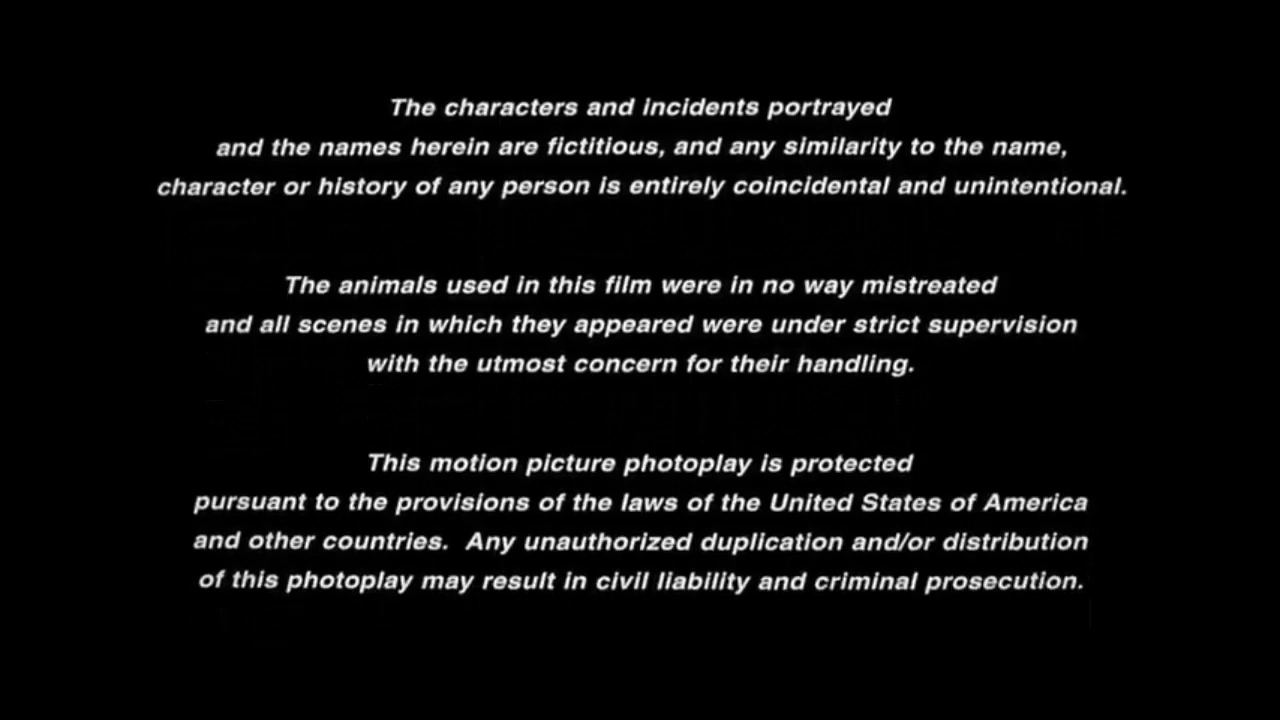 The characters and incidents portrayed
and the names herein are fictitious, and any similarity to the name,
character or history of any person is entirely coincidental and unintentional.
The animals used in this film were in no way mistreated
and all scenes in which they appeared were under strict supervision
with the utmost concern for their handling.
This motion picture photoplay is protected
pursuant to the provisions of the laws of the United States of America
and other countries.  Any unauthorized duplication and/or distribution
of this photoplay may result in civil liability and criminal prosecution.